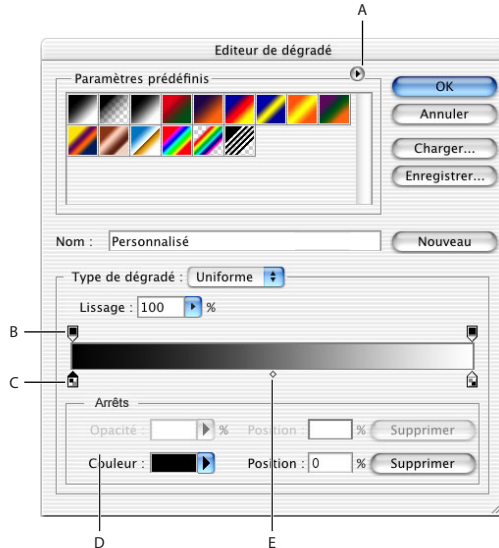 A
Editeur de dégradé
Paramètres prédéfinis
OK
Annuler
Charger...
Enregistrer...
Nom : Personnalisé
Nouveau
Type de dégradé : Uniforme
Lissage : 100 %
B
C
Arrêts
Opacité : % Position : % Supprimer
Couleur : Position : 0 % Supprimer
D
E